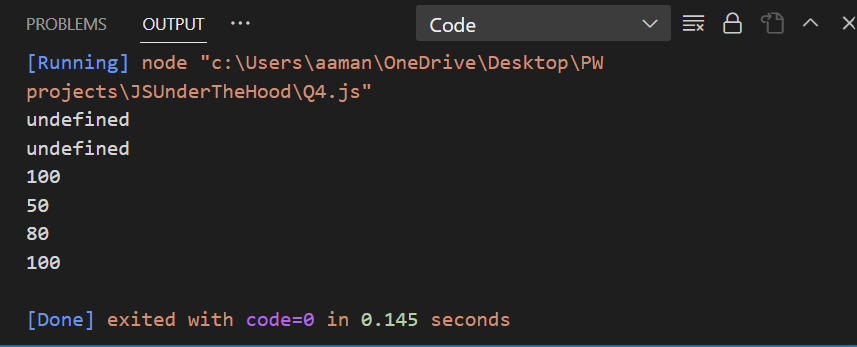 PROBLEMS OUTPUT ··· Code
[Running] node "c:\Users\aaman\OneDrive\Desktop\PW
projects\JSUnderTheHood\Q4.js"
undefined
undefined
100
50
80
100
[Done] exited with code=0 in 0.145 seconds